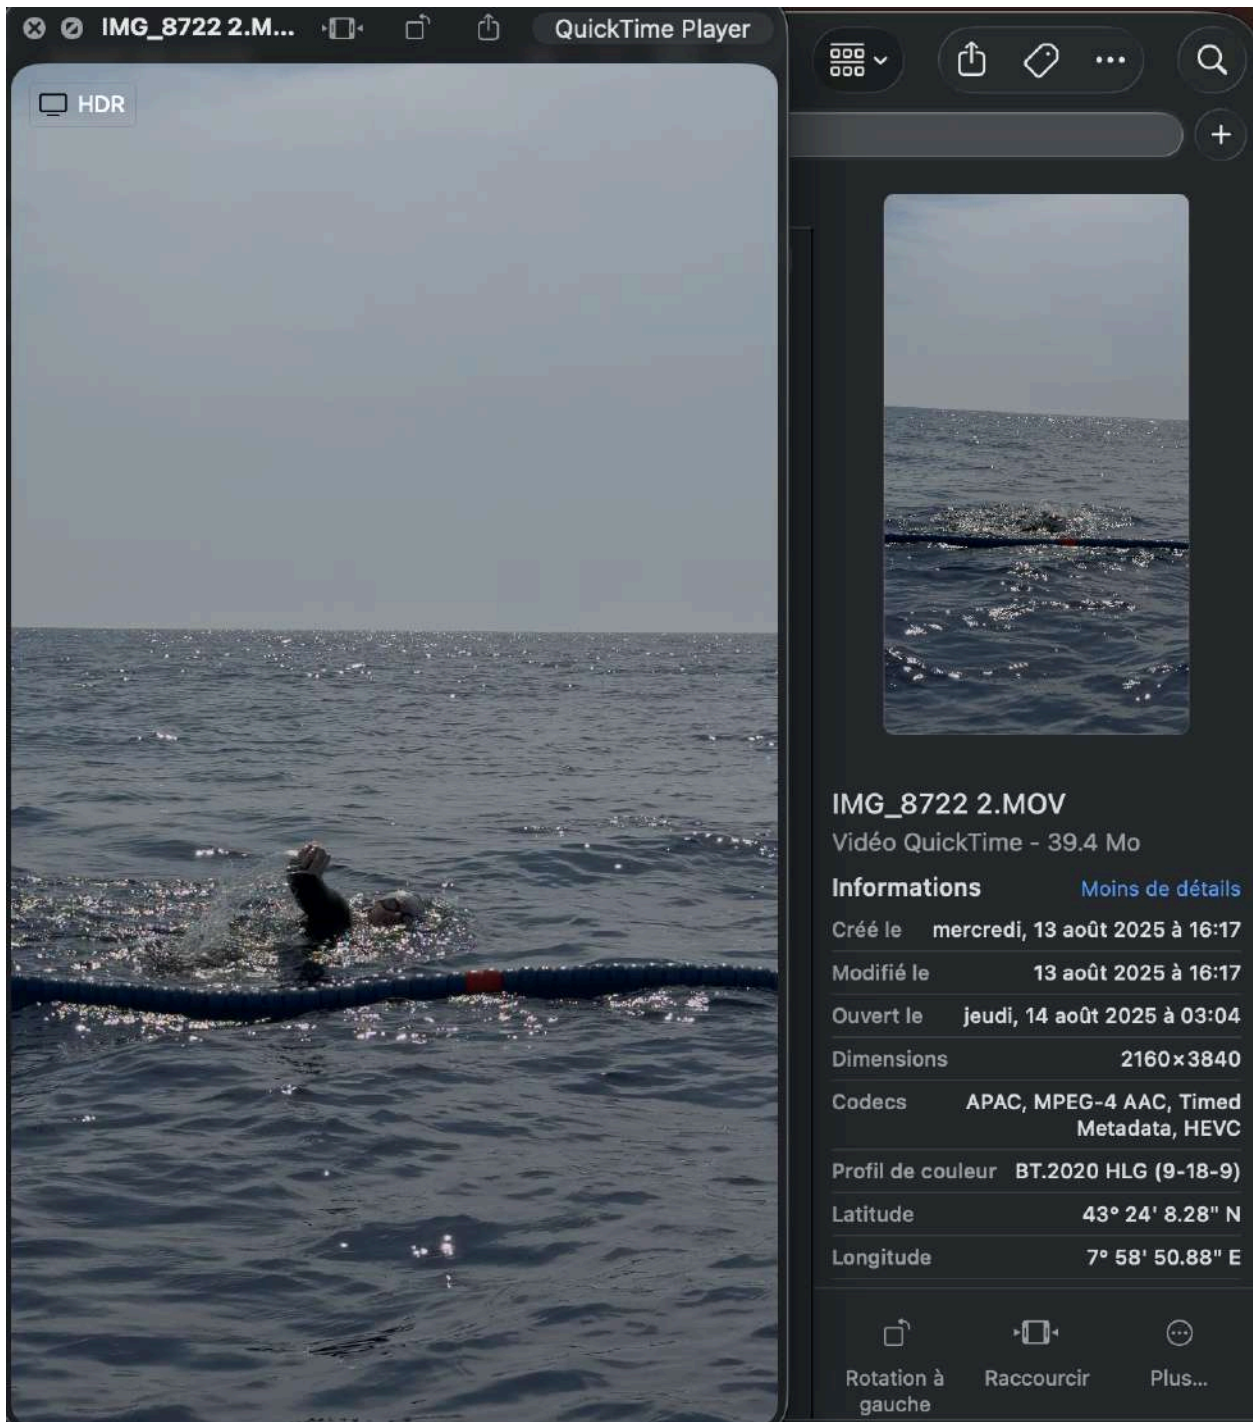 IMG_8722 2.M...
QuickTime Player
HDR
IMG_8722 2.MOV
Vidéo QuickTime - 39.4 Mo
Informations
Moins de détails
Créé le mercredi, 13 août 2025 à 16:17
Modifié le 13 août 2025 à 16:17
Ouvert le jeudi, 14 août 2025 à 03:04
Dimensions 2160×3840
Codecs APAC, MPEG-4 AAC, Timed
Metadata, HEVC
Profil de couleur BT.2020 HLG (9-18-9)
Latitude 43° 24' 8.28" N
Longitude 7° 58' 50.88" E
Rotation à
gauche
Raccourcir
Plus...